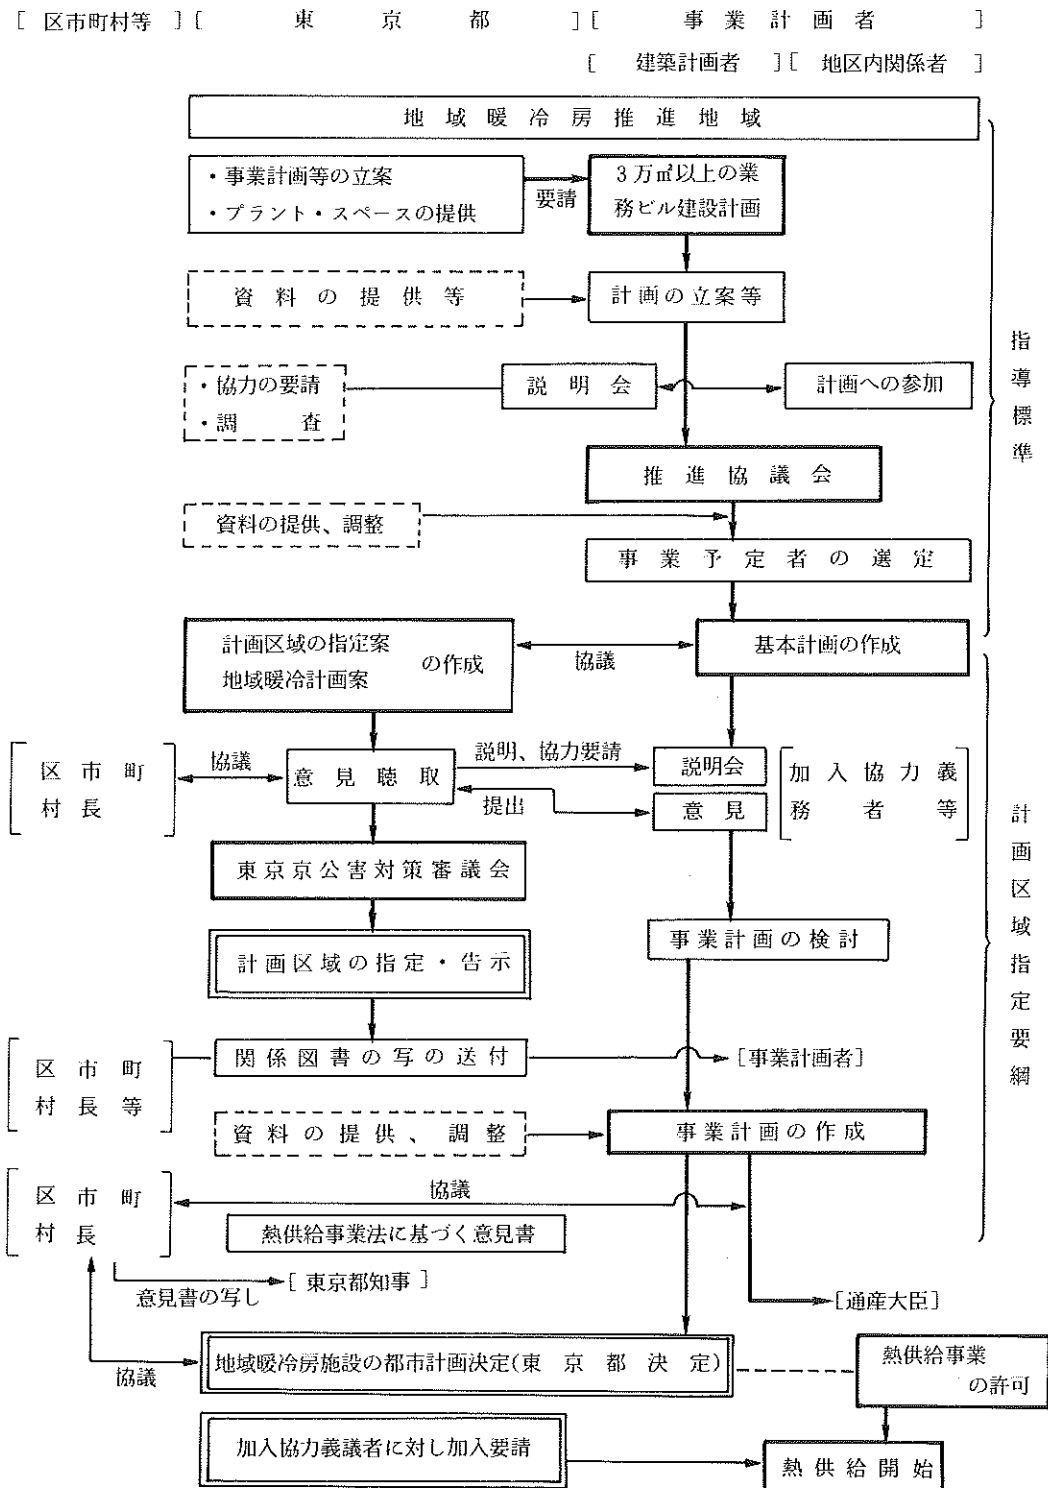 [ 区市町村等 ] [ 東京都 ] [ 事業計画者 ]
[ 建築計画者 ] [ 地区内関係者 ]
地域暖冷房推進地域
・事業計画等の立案
・プラント・スペースの提供
要請
3万㎡以上の業
務ビル建設計画
資料の提供等
計画の立案等
・協力の要請
・調査
説明会
計画への参加
推進協議会
資料の提供、調整
事業予定者の選定
指導標準
計画区域の指定案
地域暖冷計画案
の作成
協議
基本計画の作成
区市町
村長
協議
意見聴取
説明、協力要請
提出
説明会
意見
加入協力義
務者等
東京京公害対策審議会
事業計画の検討
計画区域の指定・告示
計画区域指定要綱
区市町
村長等
関係図書の写の送付
[事業計画者]
資料の提供、調整
事業計画の作成
区市町
村長
協議
熱供給事業法に基づく意見書
意見書の写し
[ 東京都知事 ]
[通産大臣]
協議
地域暖冷房施設の都市計画決定(東京都決定)
熱供給事業
の許可
加入協力義議者に対し加入要請
熱供給開始